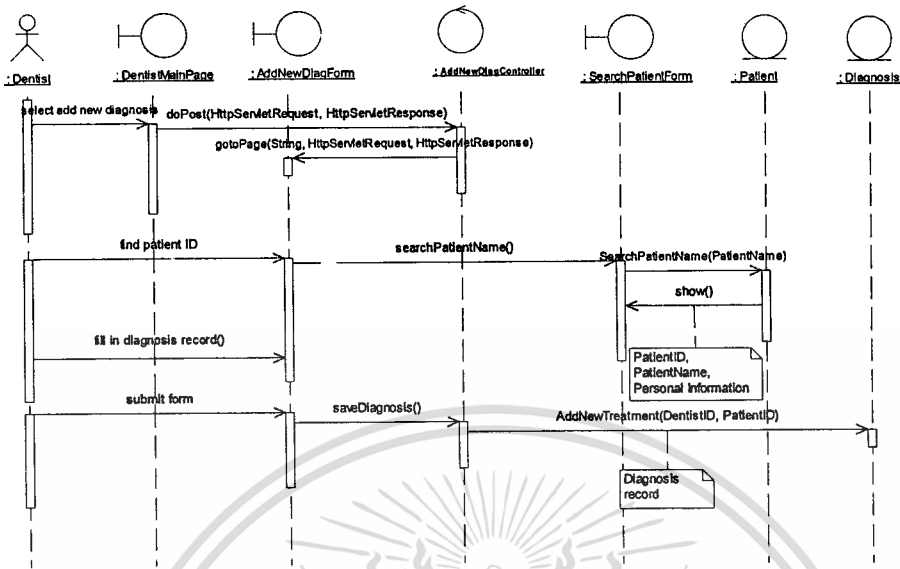 : Dentist
: DentistMainPage
: AddNewDiagForm
: AddNewDiagController
: SearchPatientForm
: Patient
: Diagnosis
select add new diagnosis
doPost(HttpServletRequest, HttpServletResponse)
gotoPage(String, HttpServletRequest, HttpServletResponse)
find patient ID
searchPatientName()
SearchPatientName(PatientName)
show()
fill in diagnosis record()
PatientID,
PatientName,
Personal Information
submit form
saveDiagnosis()
AddNewTreatment(DentistID, PatientID)
Diagnosis
record